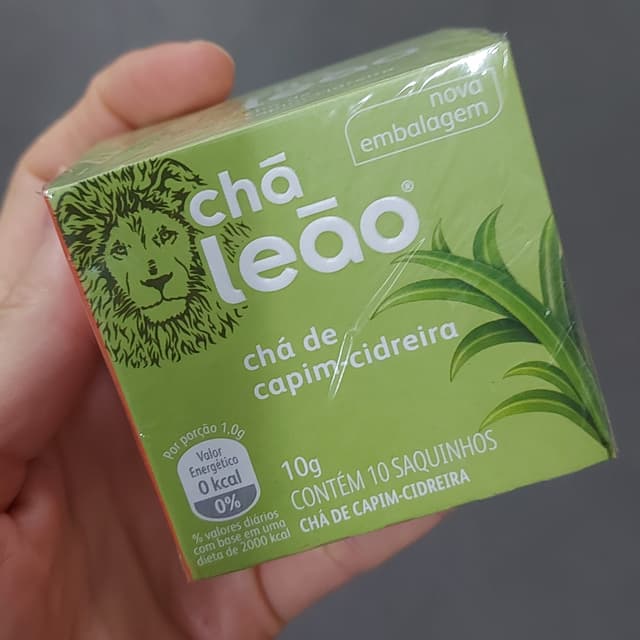 nova
embalagem
chá
leão®
chá de
capim-cidreira
Por porção 1,0g
Valor
Energético
0 kcal
0%
% valores diários
com base em uma
dieta de 2000 kcal
10g
CONTÉM 10 SAQUINHOS
CHÁ DE CAPIM-CIDREIRA